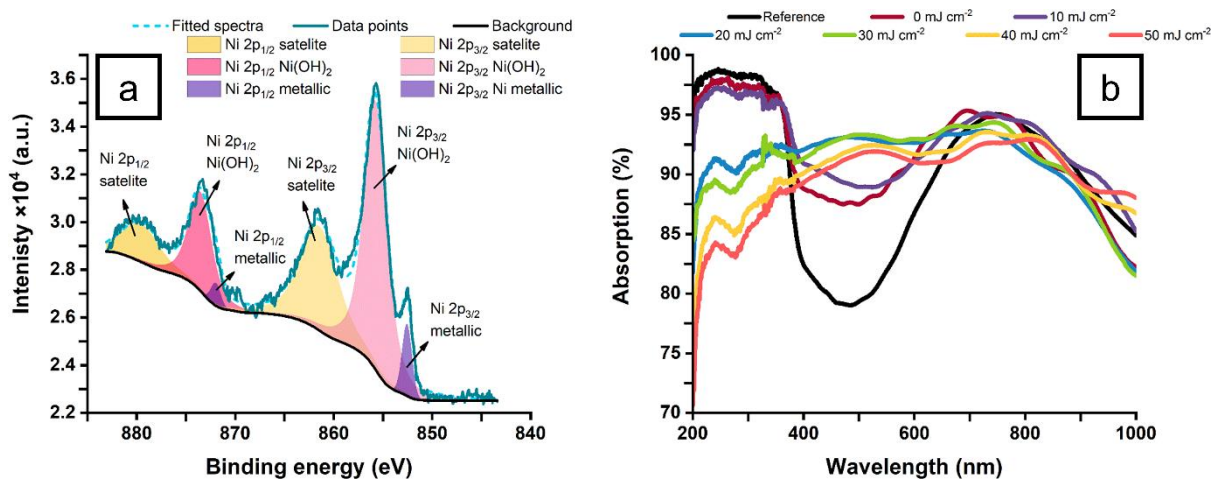 Fitted spectra Data points Background
Ni 2p1/2 satelite Ni 2p3/2 satelite
Ni 2p1/2 Ni(OH)2 Ni 2p3/2 Ni(OH)2
Ni 2p1/2 metallic Ni 2p3/2 Ni metallic
a
3.6
3.4
3.2
3.0
2.8
2.6
2.4
2.2
Intenisty ×10⁴ (a.u.)
Ni 2p1/2
satelite
Ni 2p1/2
Ni(OH)2
Ni 2p1/2
metallic
Ni 2p3/2
satelite
Ni 2p3/2
Ni(OH)2
Ni 2p3/2
metallic
880 870 860 850 840
Binding energy (eV)
Reference 0 mJ cm⁻² 10 mJ cm⁻²
20 mJ cm⁻² 30 mJ cm⁻² 40 mJ cm⁻² 50 mJ cm⁻²
b
100
95
90
85
80
75
70
Absorption (%)
200 400 600 800 1000
Wavelength (nm)